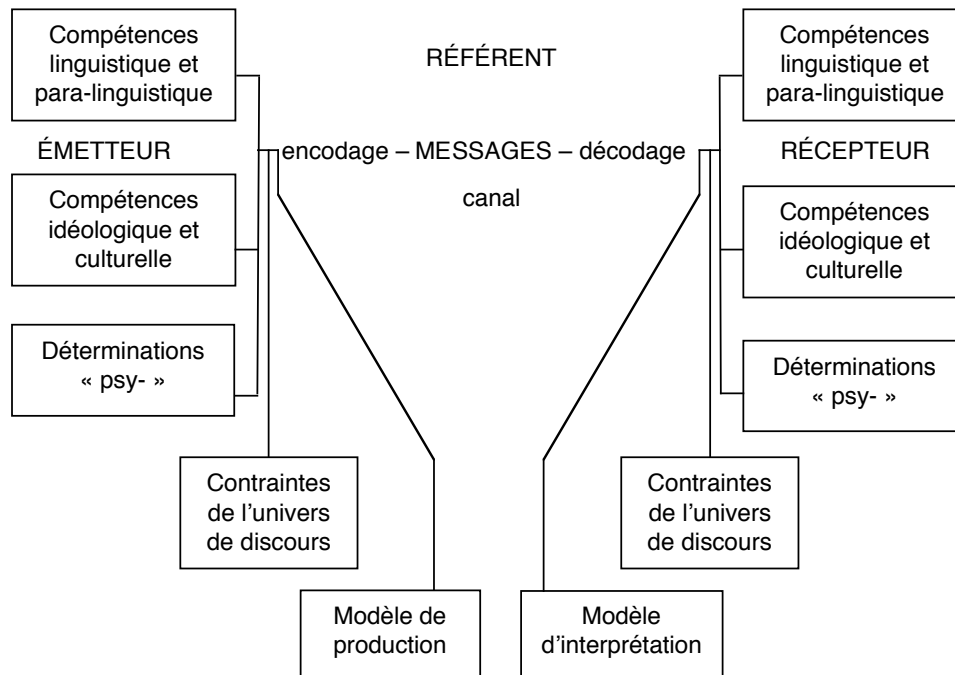 Compétences
linguistique et
para-linguistique
RÉFÉRENT
Compétences
linguistique et
para-linguistique
ÉMETTEUR
encodage – MESSAGES – décodage
RÉCEPTEUR
canal
Compétences
idéologique et
culturelle
Compétences
idéologique et
culturelle
Déterminations
« psy- »
Déterminations
« psy- »
Contraintes
de l’univers
de discours
Contraintes
de l’univers
de discours
Modèle de
production
Modèle
d’interprétation